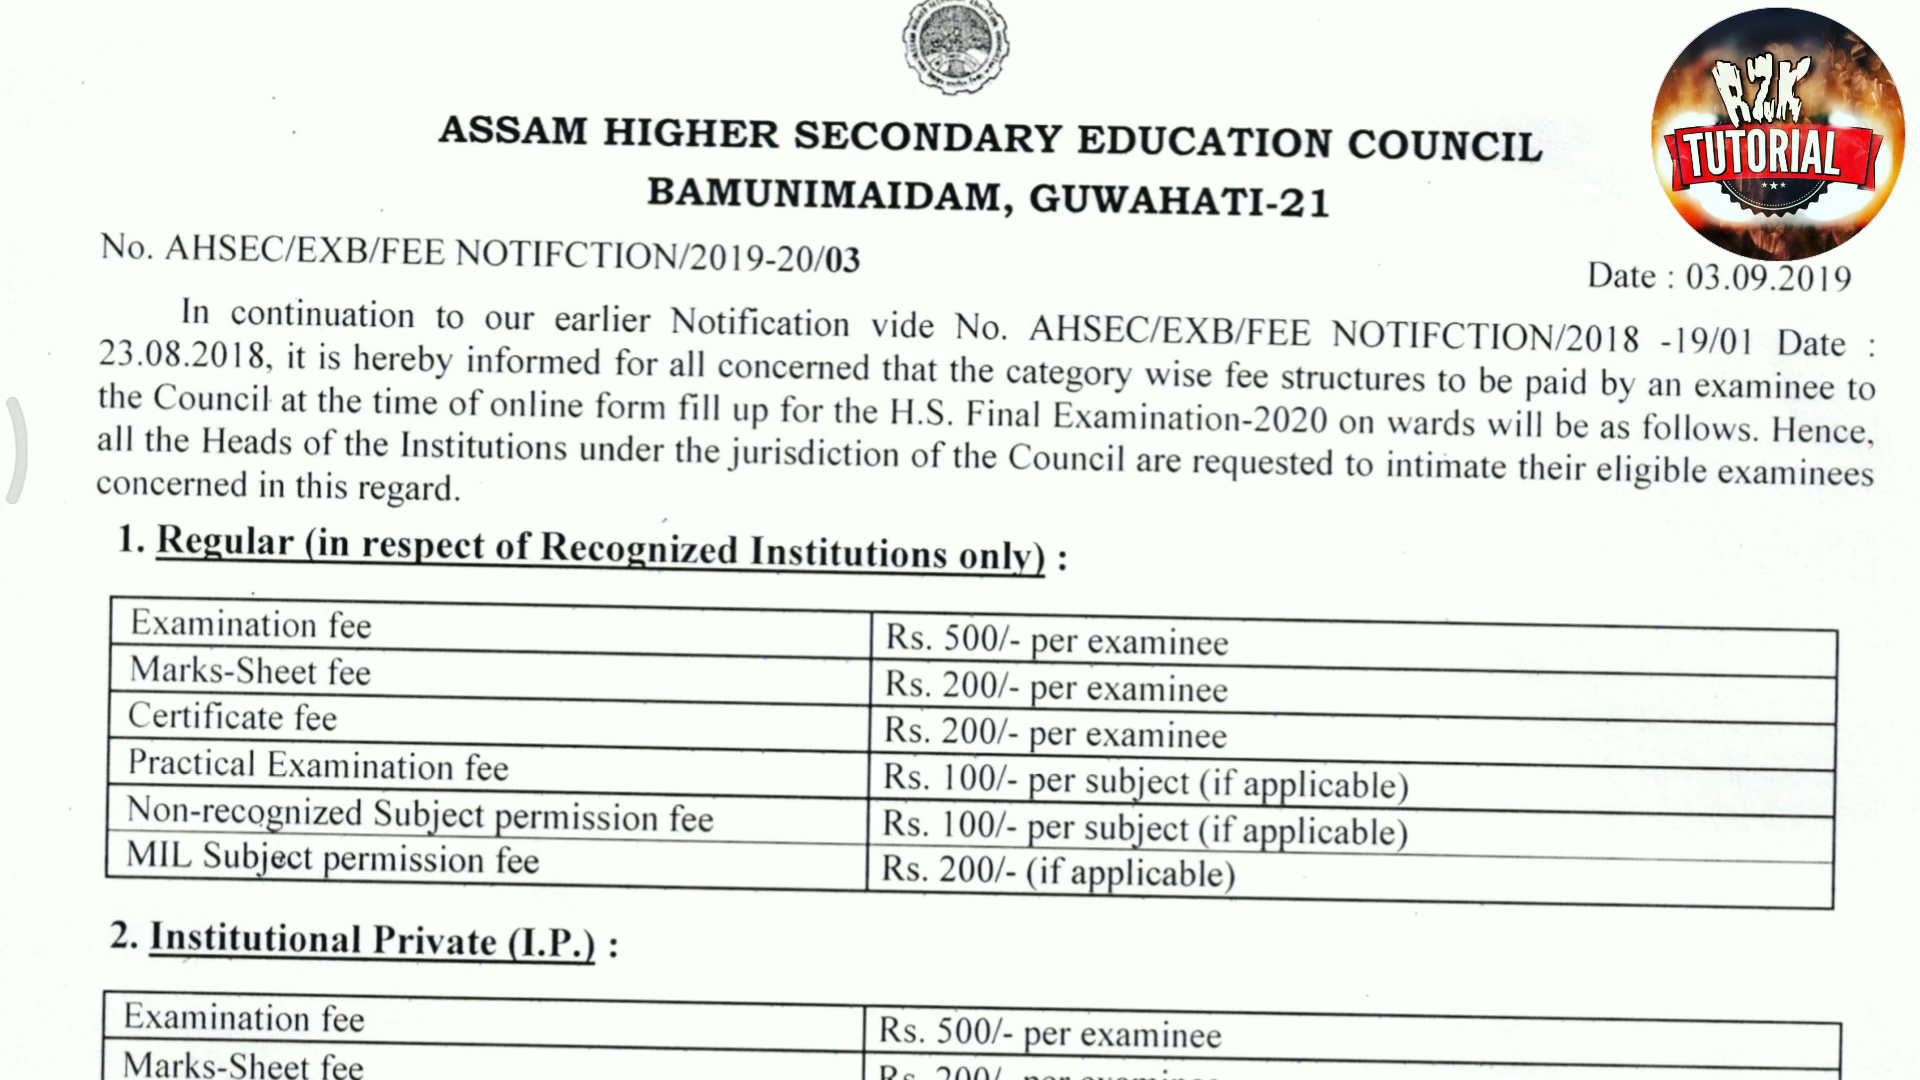 ASSAM HIGHER SECONDARY EDUCATION COUNCIL
BAMUNIMAIDAM, GUWAHATI-21
RZK
TUTORIAL
No. AHSEC/EXB/FEE NOTIFCTION/2019-20/03
Date : 03.09.2019
In continuation to our earlier Notification vide No. AHSEC/EXB/FEE NOTIFCTION/2018 -19/01 Date :
23.08.2018, it is hereby informed for all concerned that the category wise fee structures to be paid by an examinee to
the Council at the time of online form fill up for the H.S. Final Examination-2020 on wards will be as follows. Hence,
all the Heads of the Institutions under the jurisdiction of the Council are requested to intimate their eligible examinees
concerned in this regard.
1. Regular (in respect of Recognized Institutions only) :
Examination fee Rs. 500/- per examinee
Marks-Sheet fee Rs. 200/- per examinee
Certificate fee Rs. 200/- per examinee
Practical Examination fee Rs. 100/- per subject (if applicable)
Non-recognized Subject permission fee Rs. 100/- per subject (if applicable)
MIL Subject permission fee Rs. 200/- (if applicable)
2. Institutional Private (I.P.) :
Examination fee Rs. 500/- per examinee
Marks-Sheet fee Rs. 200/- per examinee